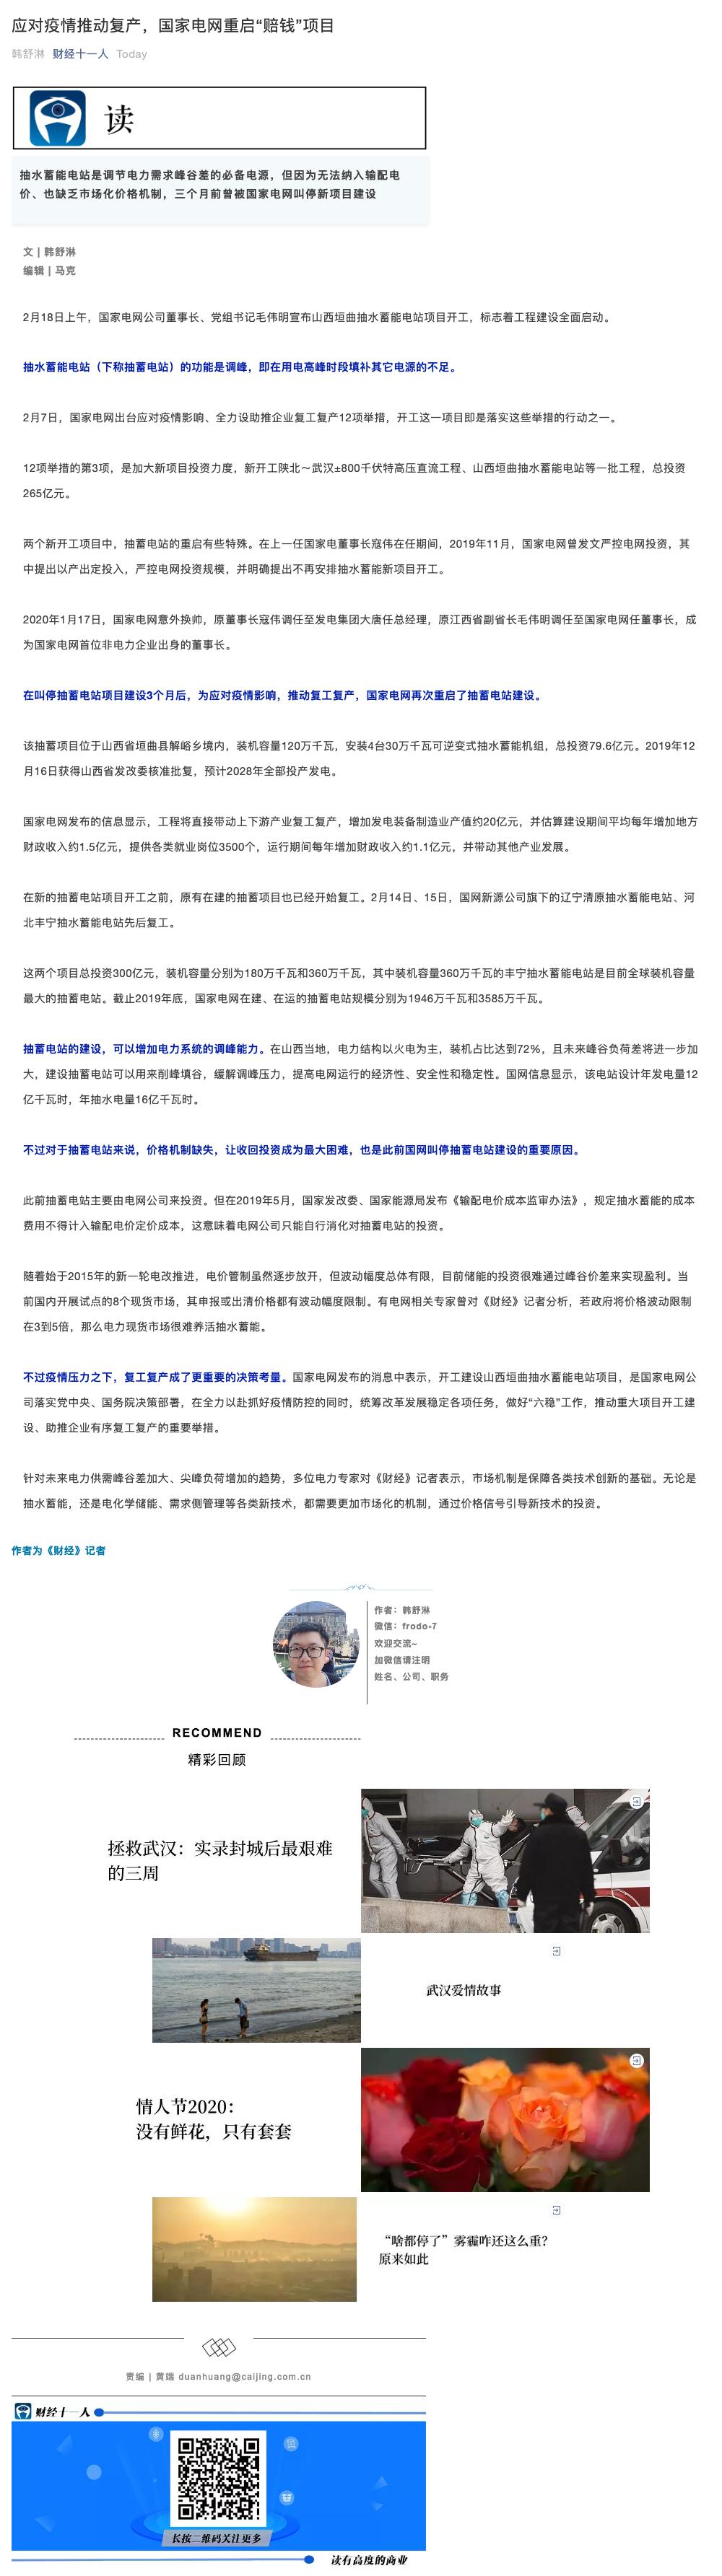 应对疫情推动复产，国家电网重启“赔钱”项目
韩舒淋 财经十一人 Today
读
抽水蓄能电站是调节电力需求峰谷差的必备电源，但因为无法纳入输配电
价、也缺乏市场化价格机制，三个月前曾被国家电网叫停新项目建设
文 | 韩舒淋
编辑 | 马克
2月18日上午，国家电网公司董事长、党组书记毛伟明宣布山西垣曲抽水蓄能电站项目开工，标志着工程建设全面启动。
抽水蓄能电站（下称抽蓄电站）的功能是调峰，即在用电高峰时段填补其它电源的不足。
2月7日，国家电网出台应对疫情影响、全力设助推企业复工复产12项举措，开工这一项目即是落实这些举措的行动之一。
12项举措的第3项，是加大新项目投资力度，新开工陕北～武汉±800千伏特高压直流工程、山西垣曲抽水蓄能电站等一批工程，总投资
265亿元。
两个新开工项目中，抽蓄电站的重启有些特殊。在上一任国家电董事长寇伟在任期间，2019年11月，国家电网曾发文严控电网投资，其
中提出以产出定投入，严控电网投资规模，并明确提出不再安排抽水蓄能新项目开工。
2020年1月17日，国家电网意外换帅，原董事长寇伟调任至发电集团大唐任总经理，原江西省副省长毛伟明调任至国家电网任董事长，成
为国家电网首位非电力企业出身的董事长。
在叫停抽蓄电站项目建设3个月后，为应对疫情影响，推动复工复产，国家电网再次重启了抽蓄电站建设。
该抽蓄项目位于山西省垣曲县解峪乡境内，装机容量120万千瓦，安装4台30万千瓦可逆变式抽水蓄能机组，总投资79.6亿元。2019年12
月16日获得山西省发改委核准批复，预计2028年全部投产发电。
国家电网发布的信息显示，工程将直接带动上下游产业复工复产，增加发电装备制造业产值约20亿元，并估算建设期间平均每年增加地方
财政收入约1.5亿元，提供各类就业岗位3500个，运行期间每年增加财政收入约1.1亿元，并带动其他产业发展。
在新的抽蓄电站项目开工之前，原有在建的抽蓄项目也已经开始复工。2月14日、15日，国网新源公司旗下的辽宁清原抽水蓄能电站、河
北丰宁抽水蓄能电站先后复工。
这两个项目总投资300亿元，装机容量分别为180万千瓦和360万千瓦，其中装机容量360万千瓦的丰宁抽水蓄能电站是目前全球装机容量
最大的抽蓄电站。截止2019年底，国家电网在建、在运的抽蓄电站规模分别为1946万千瓦和3585万千瓦。
抽蓄电站的建设，可以增加电力系统的调峰能力。在山西当地，电力结构以火电为主，装机占比达到72%，且未来峰谷负荷差将进一步加
大，建设抽蓄电站可以用来削峰填谷，缓解调峰压力，提高电网运行的经济性、安全性和稳定性。国网信息显示，该电站设计年发电量12
亿千瓦时，年抽水电量16亿千瓦时。
不过对于抽蓄电站来说，价格机制缺失，让收回投资成为最大困难，也是此前国网叫停抽蓄电站建设的重要原因。
此前抽蓄电站主要由电网公司来投资。但在2019年5月，国家发改委、国家能源局发布《输配电价成本监审办法》，规定抽水蓄能的成本
费用不得计入输配电价定价成本，这意味着电网公司只能自行消化对抽蓄电站的投资。
随着始于2015年的新一轮电改推进，电价管制虽然逐步放开，但波动幅度总体有限，目前储能的投资很难通过峰谷价差来实现盈利。当
前国内开展试点的8个现货市场，其申报或出清价格都有波动幅度限制。有电网相关专家曾对《财经》记者分析，若政府将价格波动限制
在3到5倍，那么电力现货市场很难养活抽水蓄能。
不过疫情压力之下，复工复产成了更重要的决策考量。国家电网发布的消息中表示，开工建设山西垣曲抽水蓄能电站项目，是国家电网公
司落实党中央、国务院决策部署，在全力以赴抓好疫情防控的同时，统筹改革发展稳定各项任务，做好“六稳”工作，推动重大项目开工建
设、助推企业有序复工复产的重要举措。
针对未来电力供需峰谷差加大、尖峰负荷增加的趋势，多位电力专家对《财经》记者表示，市场机制是保障各类技术创新的基础。无论是
抽水蓄能，还是电化学储能、需求侧管理等各类新技术，都需要更加市场化的机制，通过价格信号引导新技术的投资。
作者为《财经》记者
作者：韩舒淋
微信：frodo-7
欢迎交流~
加微信请注明
姓名、公司、职务
RECOMMEND
精彩回顾
拯救武汉：实录封城后最艰难
的三周
武汉爱情故事
情人节2020：
没有鲜花，只有套套
“啥都停了”雾霾咋还这么重？
原来如此
责编 | 黄端 duanhuang@caijing.com.cn
财经十一人
长按二维码关注更多
读有高度的商业